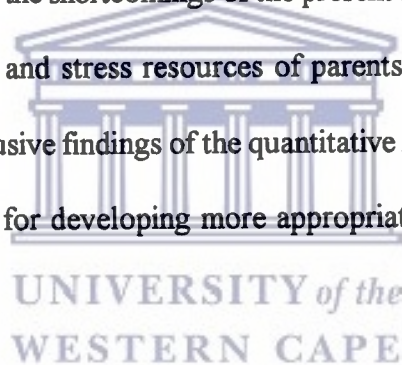 the shortcomings of the present
and stress resources of parents
usive findings of the quantitative
for developing more appropriat
UNIVERSITY of the
WESTERN CAPE